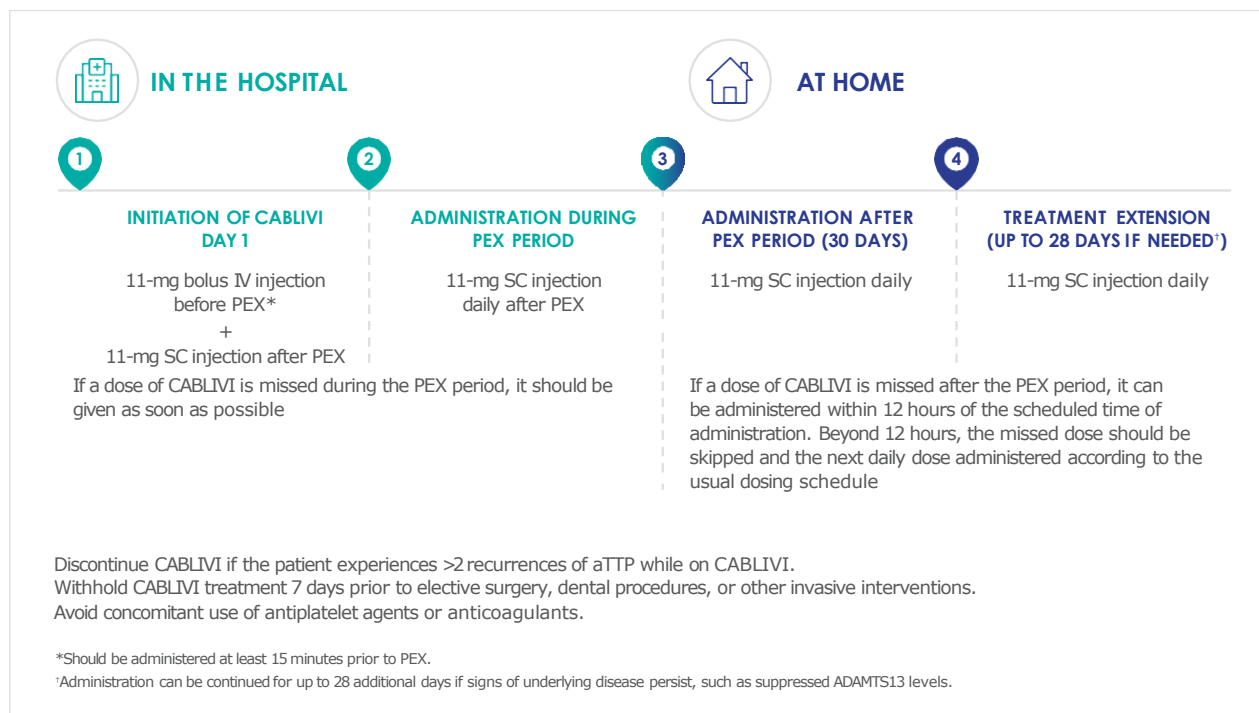 IN THE HOSPITAL
AT HOME
1
2
3
4
INITIATION OF CABLIVI
DAY 1
11-mg bolus IV injection
before PEX*
+
11-mg SC injection after PEX
ADMINISTRATION DURING
PEX PERIOD
11-mg SC injection
daily after PEX
If a dose of CABLIVI is missed during the PEX period, it should be
given as soon as possible
ADMINISTRATION AFTER
PEX PERIOD (30 DAYS)
11-mg SC injection daily
TREATMENT EXTENSION
(UP TO 28 DAYS IF NEEDED†)
11-mg SC injection daily
If a dose of CABLIVI is missed after the PEX period, it can
be administered within 12 hours of the scheduled time of
administration. Beyond 12 hours, the missed dose should be
skipped and the next daily dose administered according to the
usual dosing schedule
Discontinue CABLIVI if the patient experiences >2 recurrences of aTTP while on CABLIVI.
Withhold CABLIVI treatment 7 days prior to elective surgery, dental procedures, or other invasive interventions.
Avoid concomitant use of antiplatelet agents or anticoagulants.
*Should be administered at least 15 minutes prior to PEX.
†Administration can be continued for up to 28 additional days if signs of underlying disease persist, such as suppressed ADAMTS13 levels.